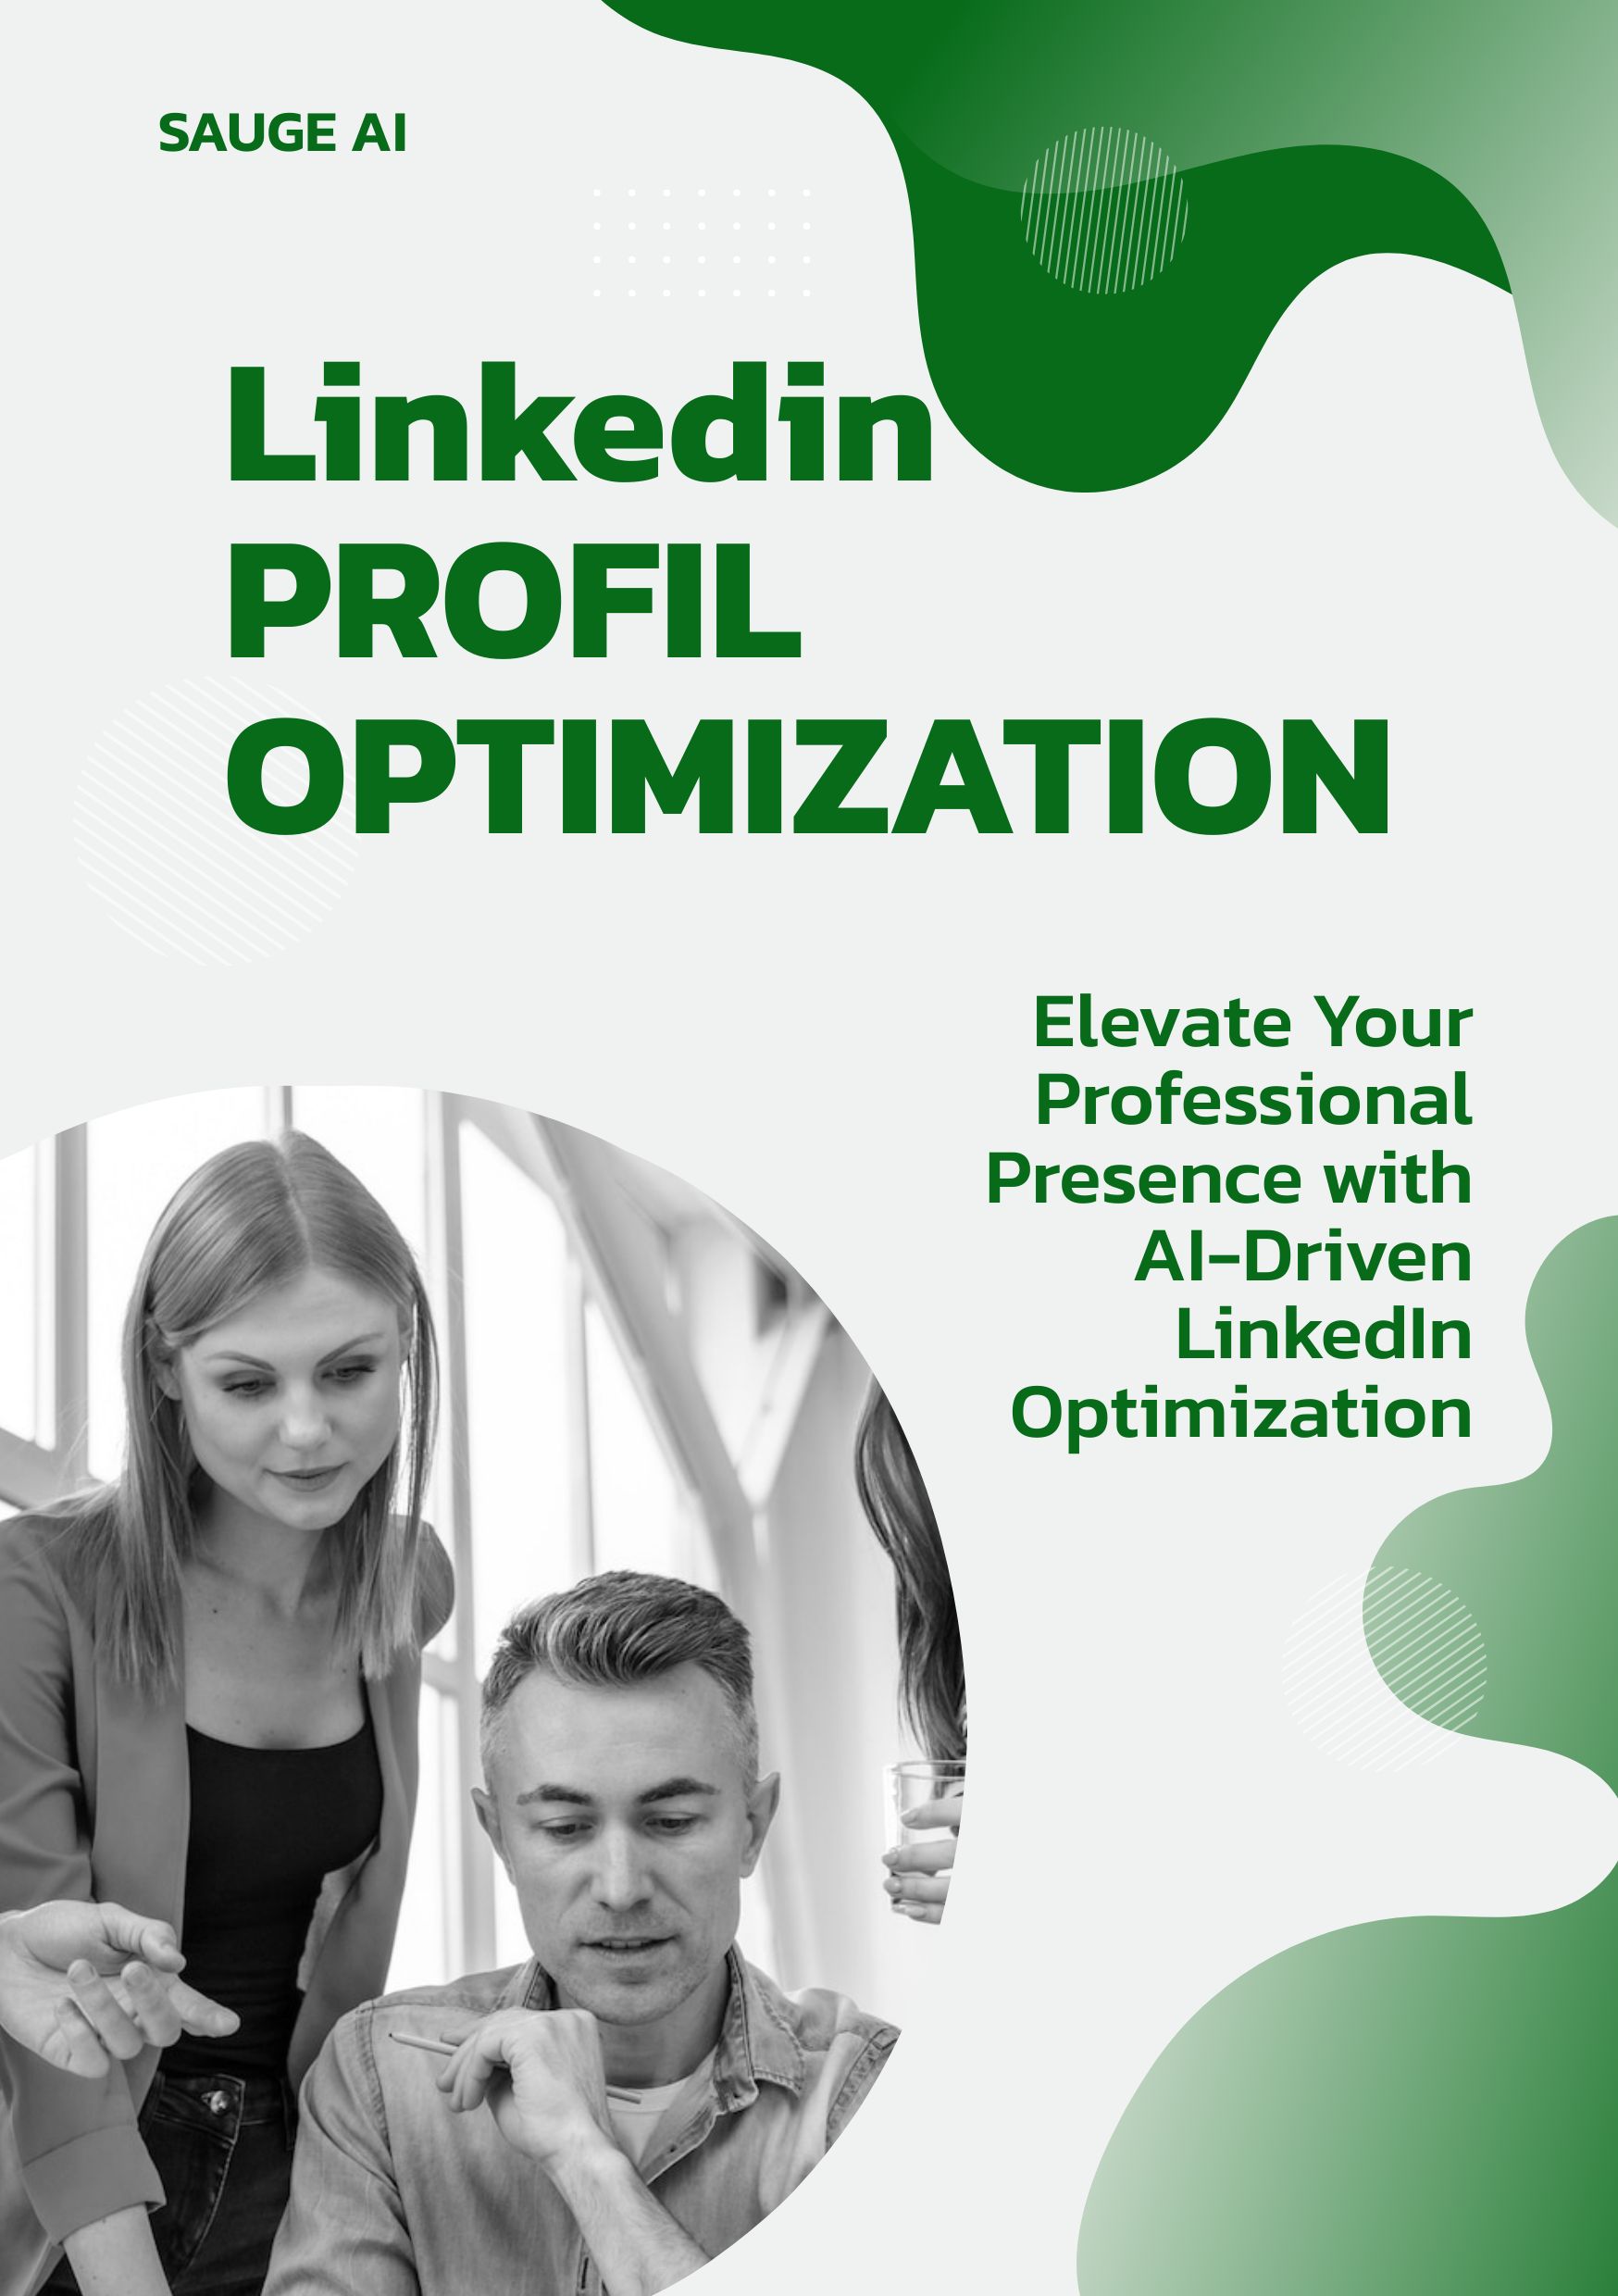 SAUGE AI
Linkedin
PROFIL
OPTIMIZATION
Elevate Your
Professional
Presence with
AI-Driven
LinkedIn
Optimization